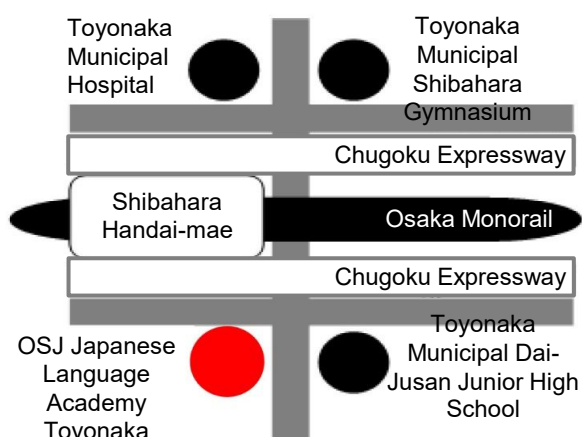 Toyonaka
Municipal
Hospital
Toyonaka
Municipal
Shibahara
Gymnasium
Chugoku Expressway
Shibahara
Handai-mae
Osaka Monorail
Chugoku Expressway
OSJ Japanese
Language
Academy
Toyonaka
Toyonaka
Municipal Dai-
Jusan Junior High
School